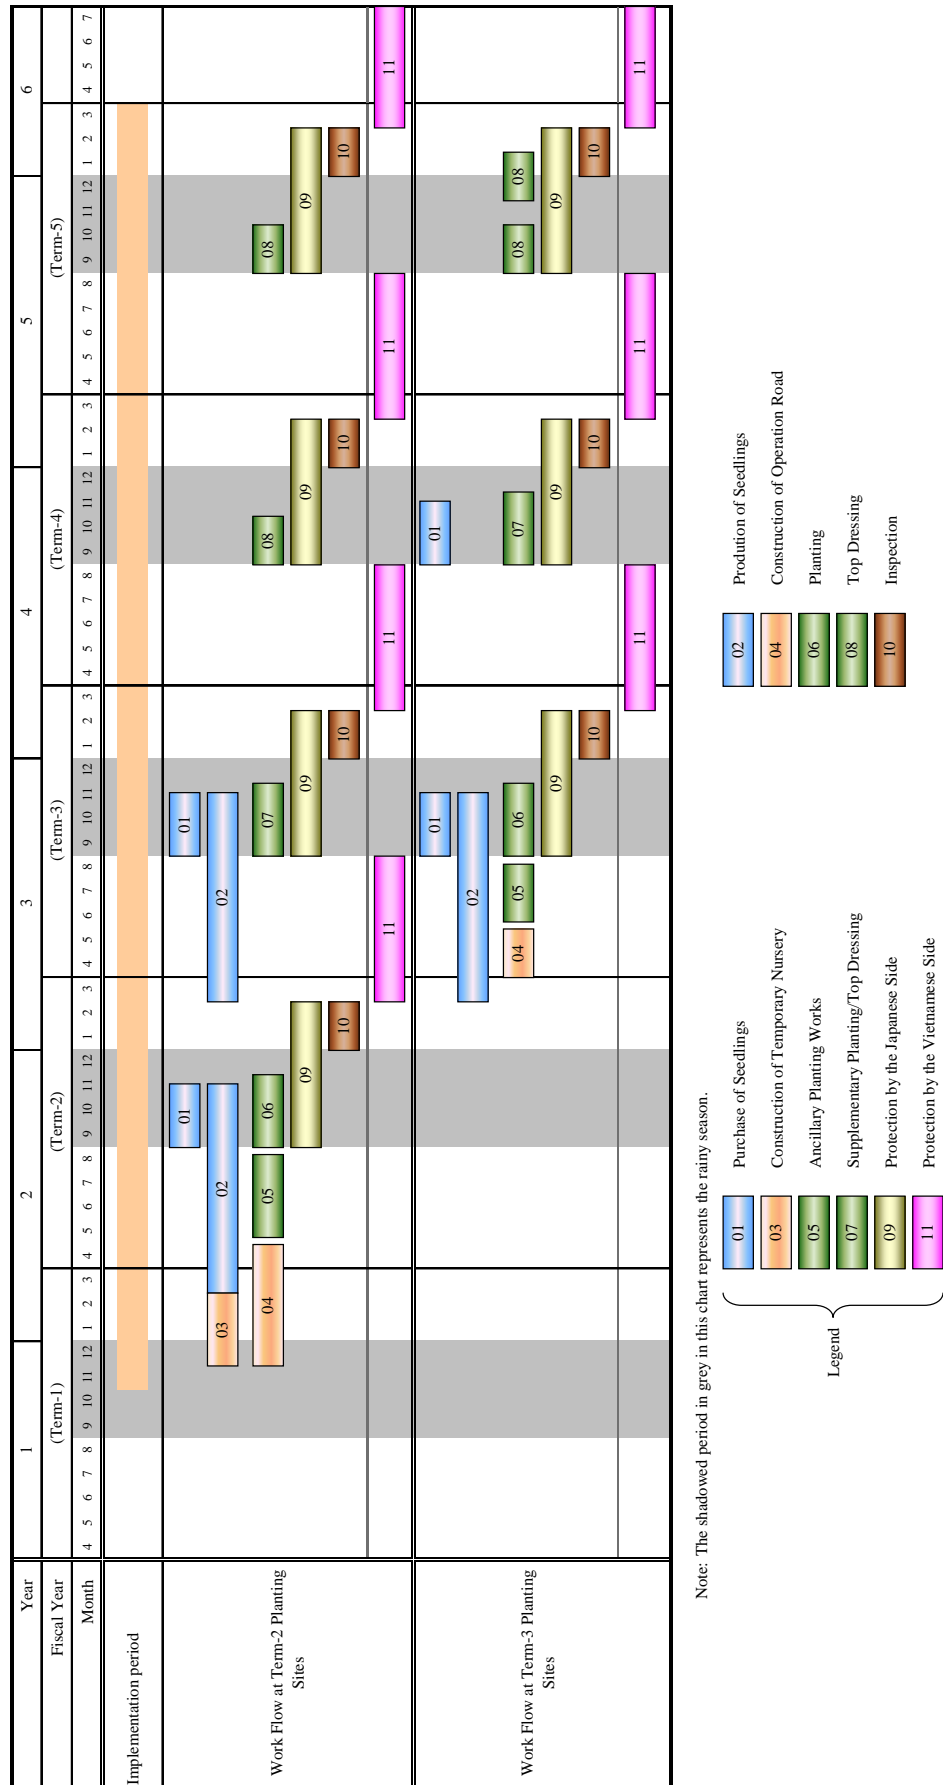 Year 1 2 3 4 5 6
Fiscal Year (Term-1) (Term-2) (Term-3) (Term-4) (Term-5)
Month 4 5 6 7 8 9 10 11 12 1 2 3 4 5 6 7 8 9 10 11 12 1 2 3 4 5 6 7 8 9 10 11 12 1 2 3 4 5 6 7 8 9 10 11 12 1 2 3 4 5 6 7 8 9 10 11 12 1 2 3 4 5 6 7
Implementation period
Work Flow at Term-2 Planting
Sites
01 01
03 02 02
04 05 06 07 08 08
09 09 09 09
10 10 10 10
11 11 11 11
Work Flow at Term-3 Planting
Sites
01 01
02
04 05 06 07 08 08
09 09 09
10 10 10
11 11 11
Note: The shadowed period in grey in this chart represents the rainy season.
Legend
01 Purchase of Seedlings 02 Prodution of Seedlings
03 Construction of Temporary Nursery 04 Construction of Operation Road
05 Ancillary Planting Works 06 Planting
07 Supplementary Planting/Top Dressing 08 Top Dressing
09 Protection by the Japanese Side 10 Inspection
11 Protection by the Vietnamese Side